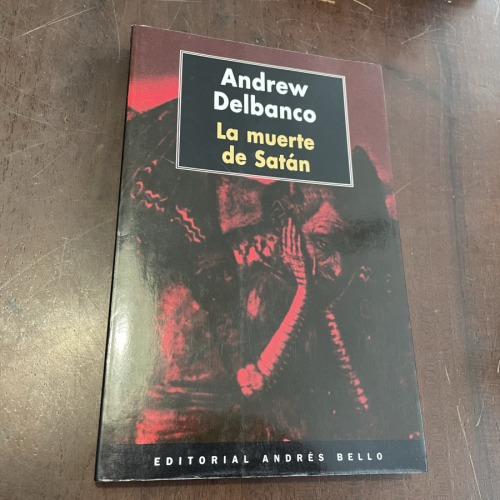 Andrew
Delbanco
La muerte
de Satán
EDITORIAL ANDRÉS BELLO